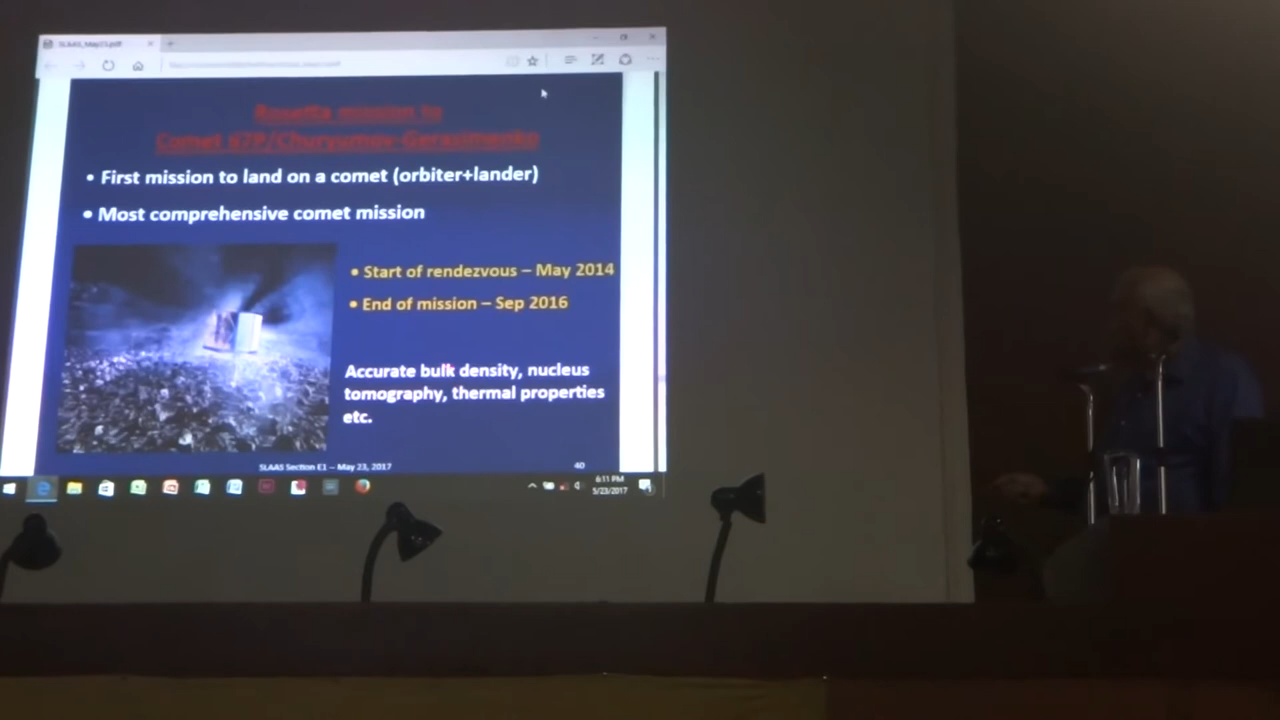 SLAAS_May23.pdf
Rosetta mission to
Comet 67P/Churyumov-Gerasimenko
• First mission to land on a comet (orbiter+lander)
• Most comprehensive comet mission
• Start of rendezvous – May 2014
• End of mission – Sep 2016
Accurate bulk density, nucleus
tomography, thermal properties
etc.
SLAAS Section E1 – May 23, 2017
40
6:11 PM
5/23/2017